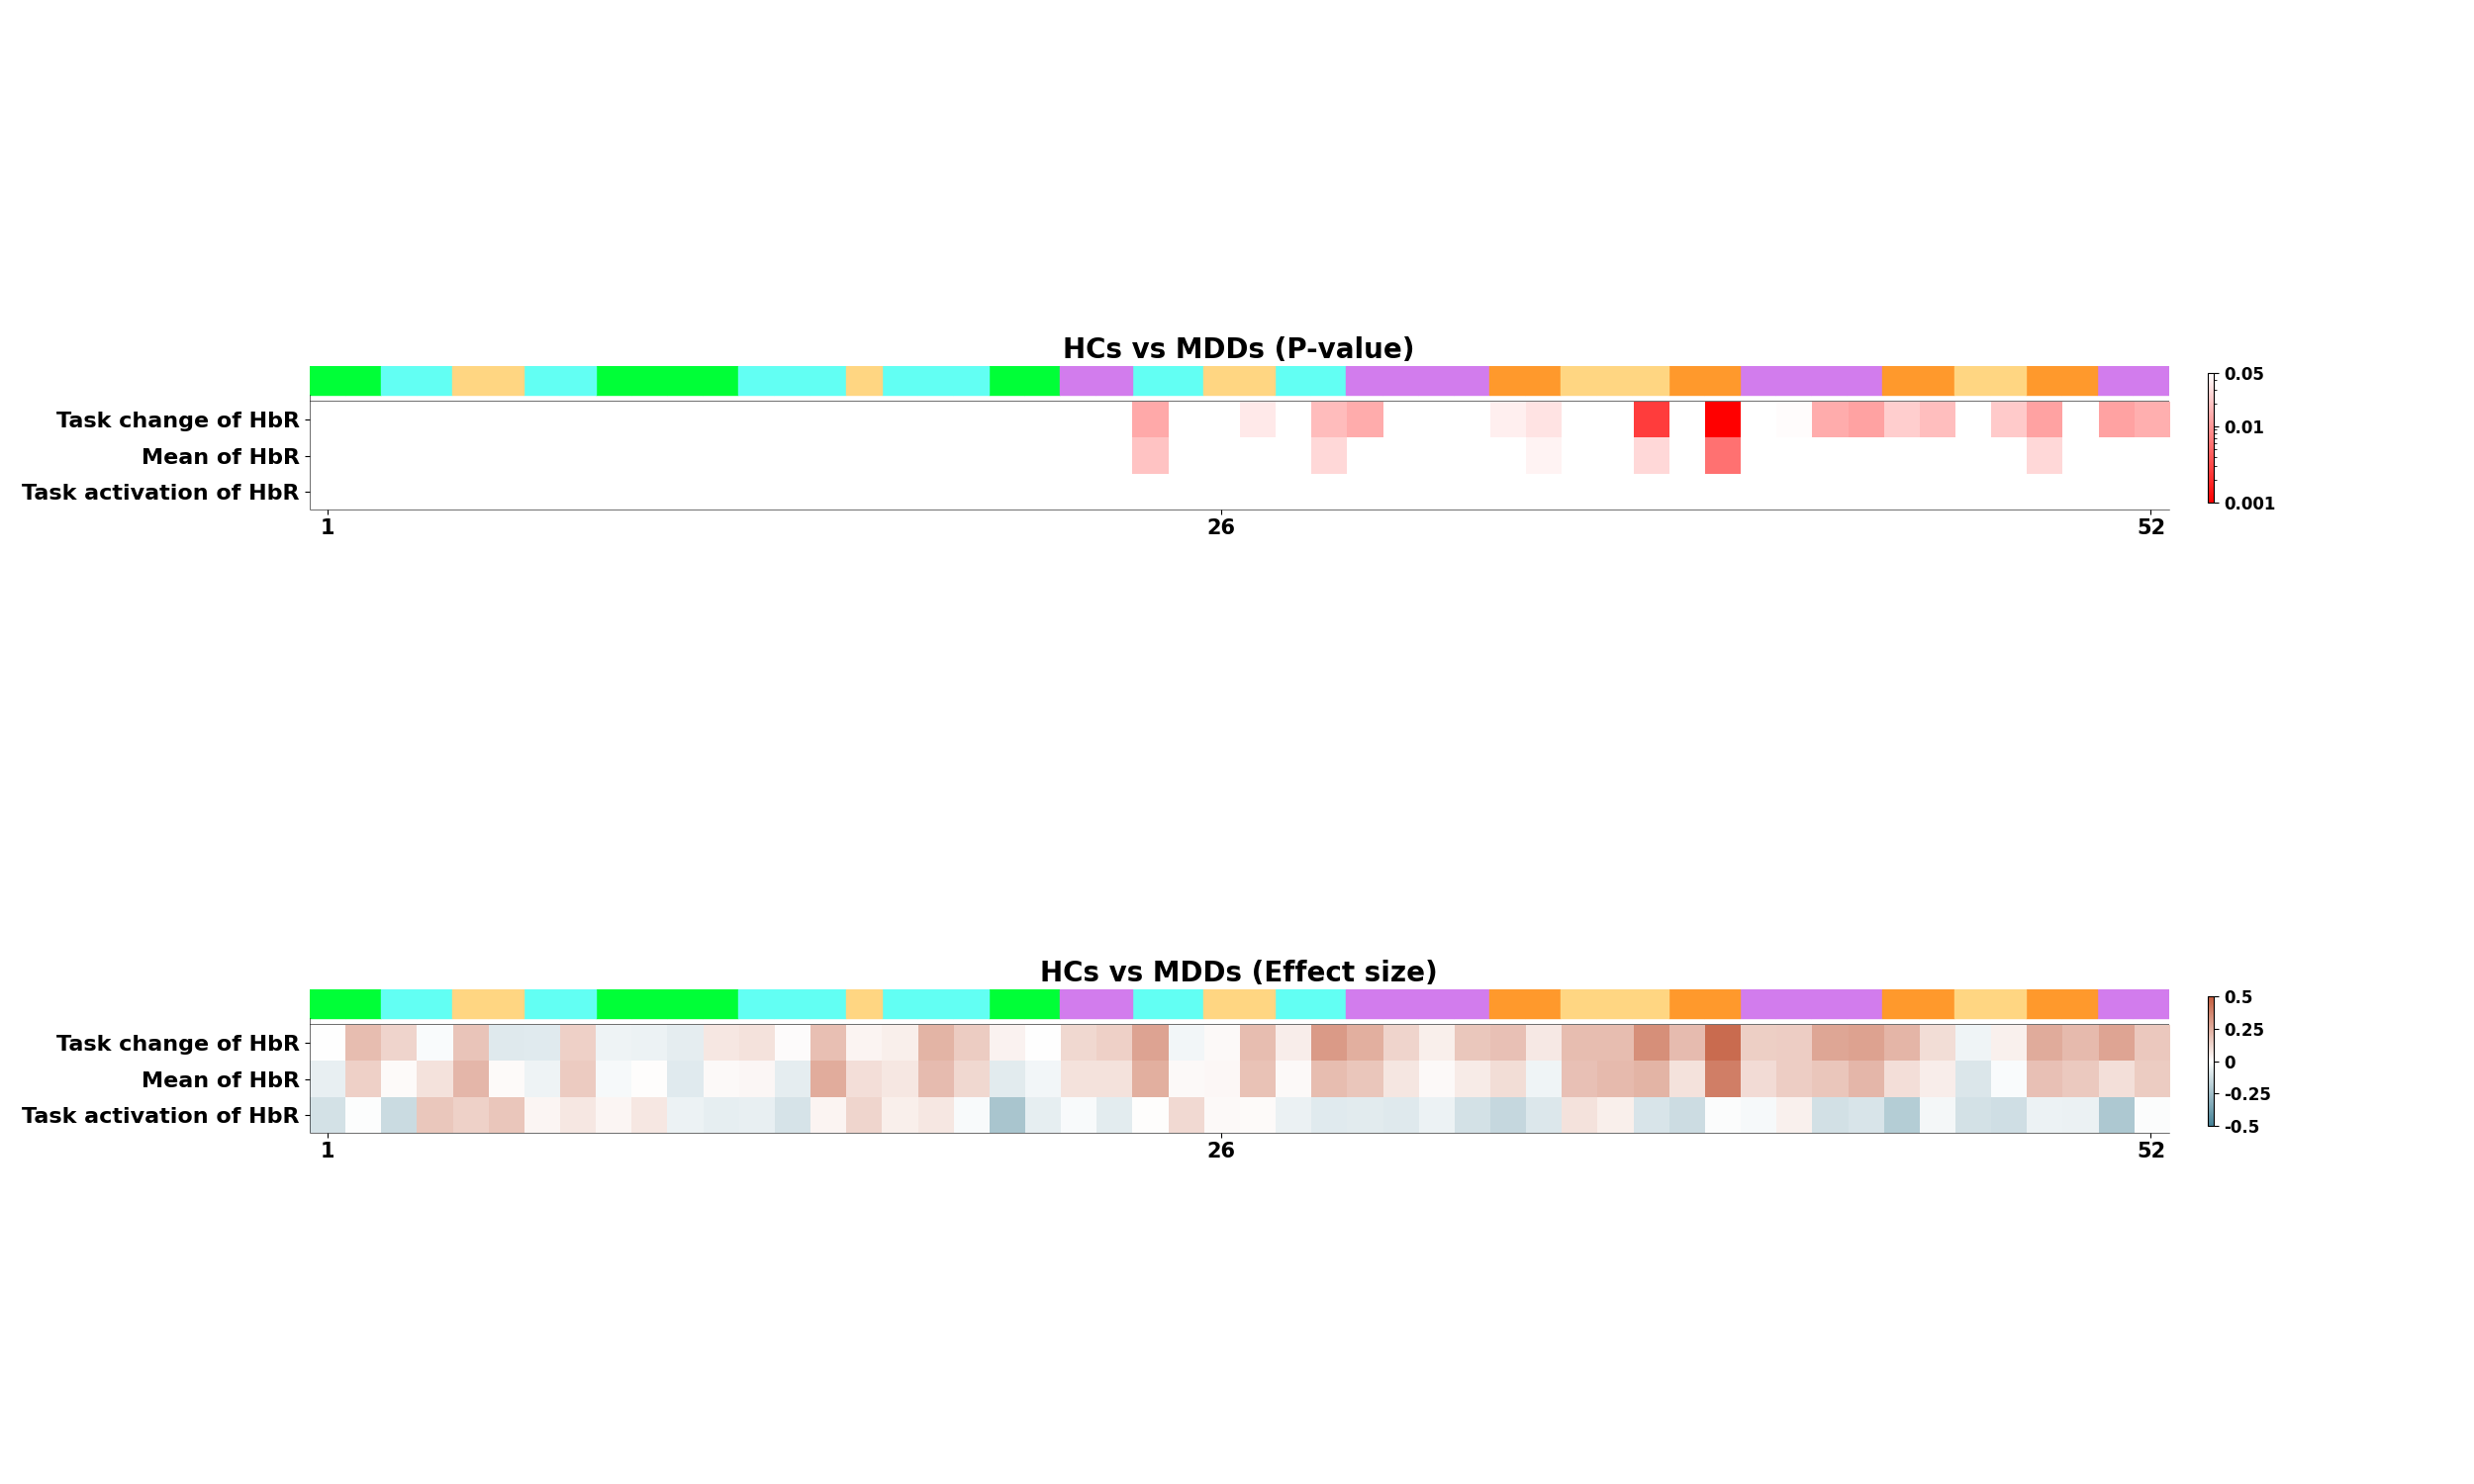 HCs vs MDDs (P-value)
Task change of HbR
Mean of HbR
Task activation of HbR
1
26
52
0.05
0.01
0.001
HCs vs MDDs (Effect size)
Task change of HbR
Mean of HbR
Task activation of HbR
1
26
52
0.5
0.25
0
-0.25
-0.5